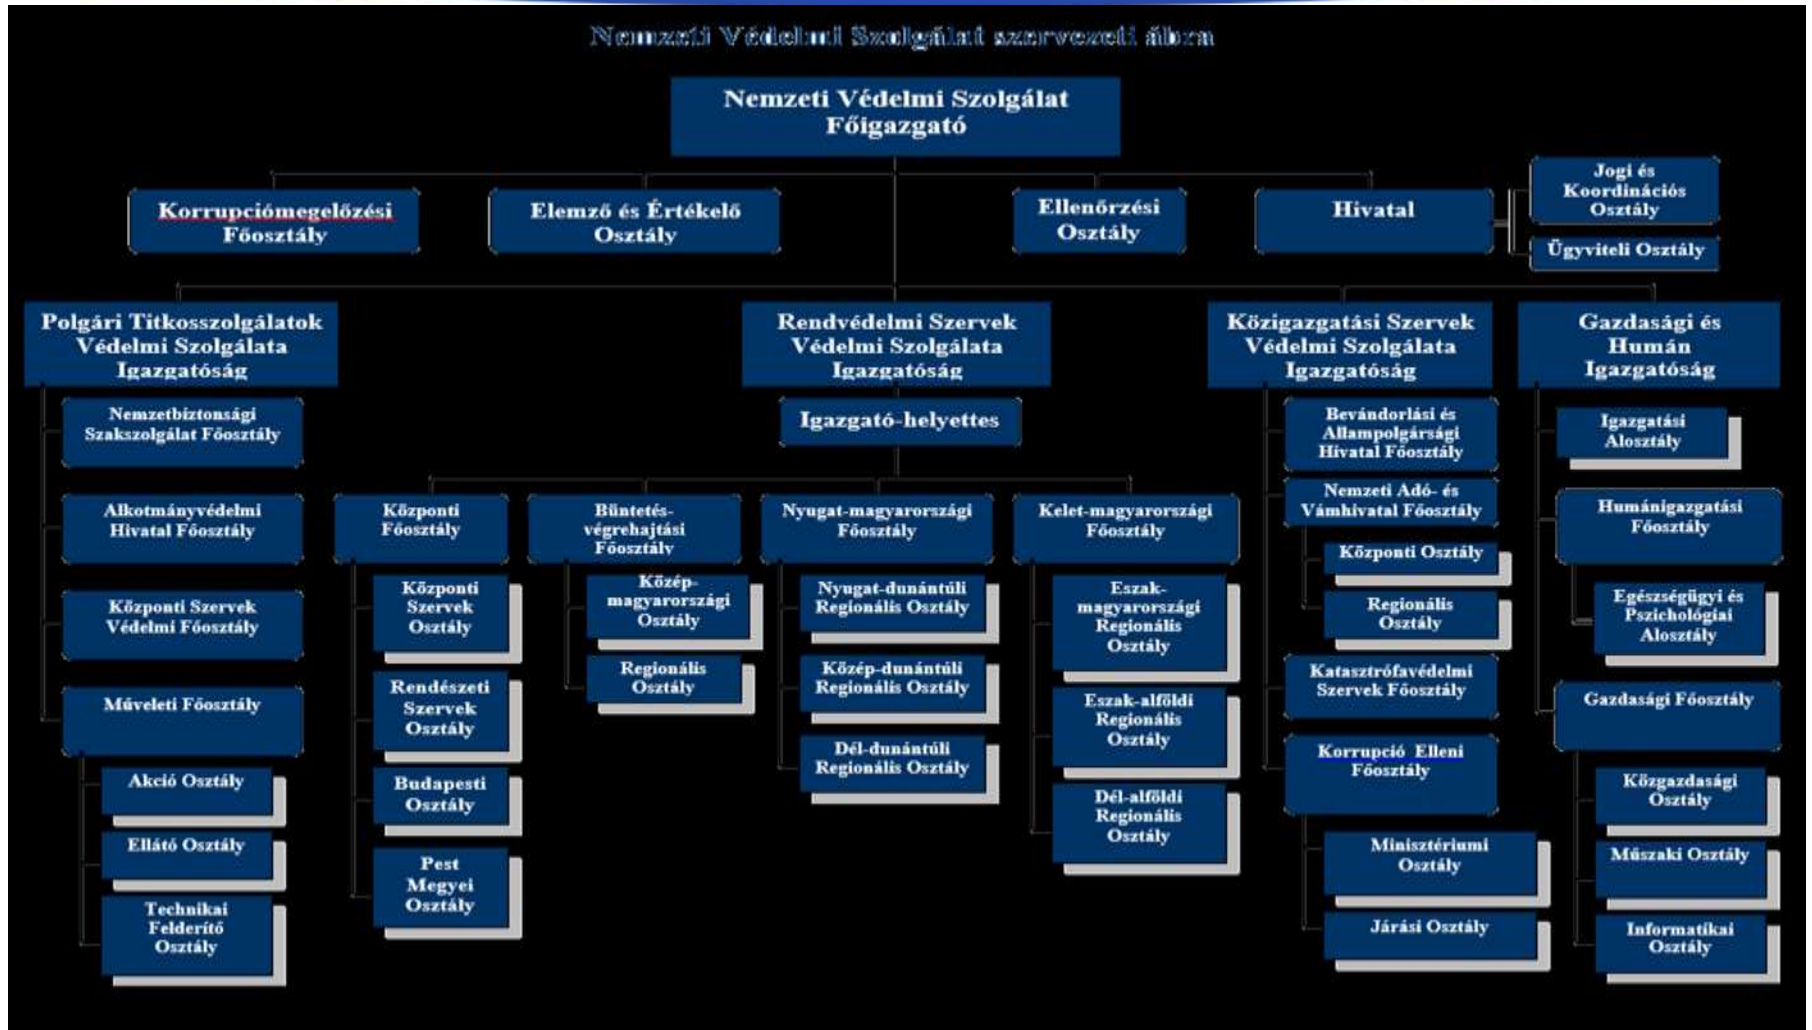 Nemzeti Védelmi Szolgálat szervezeti ábra
Nemzeti Védelmi Szolgálat
Főigazgató
Korrupciómegelőzési
Főosztály
Elemző és Értékelő
Osztály
Ellenőrzési
Osztály
Hivatal
Jogi és
Koordinációs
Osztály
Ügyviteli Osztály
Polgári Titkosszolgálatok
Védelmi Szolgálata
Igazgatóság
Nemzetbiztonsági
Szakszolgálat Főosztály
Alkotmányvédelmi
Hivatal Főosztály
Központi Szervek
Védelmi Főosztály
Műveleti Főosztály
Akció Osztály
Ellátó Osztály
Technikai
Felderítő
Osztály
Rendvédelmi Szervek
Védelmi Szolgálata
Igazgatóság
Igazgató-helyettes
Központi
Főosztály
Központi
Szervek
Osztály
Rendészeti
Szervek
Osztály
Budapesti
Osztály
Pest
Megyei
Osztály
Büntetés-
végrehajtási
Főosztály
Közép-
magyarországi
Osztály
Regionális
Osztály
Nyugat-magyarországi
Főosztály
Nyugat-dunántúli
Regionális Osztály
Közép-dunántúli
Regionális Osztály
Dél-dunántúli
Regionális Osztály
Kelet-magyarországi
Főosztály
Eszak-
magyarországi
Regionális
Osztály
Eszak-alföldi
Regionális
Osztály
Dél-alföldi
Regionális
Osztály
Közigazgatási Szervek
Védelmi Szolgálata
Igazgatóság
Bevándorlási és
Állampolgársági
Hivatal Főosztály
Nemzeti Adó- és
Vámhivatal Főosztály
Központi Osztály
Regionális
Osztály
Katasztrófavédelmi
Szervek Főosztály
Korrupció Elleni
Főosztály
Minisztériumi
Osztály
Járási Osztály
Gazdasági és
Humán
Igazgatóság
Igazgatási
Alosztály
Humánigazgatási
Főosztály
Egészségügyi és
Pszichológiai
Alosztály
Gazdasági Főosztály
Közgazdasági
Osztály
Műszaki Osztály
Informatikai
Osztály